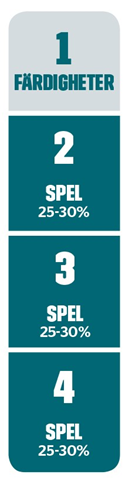 1
FÄRDIGHETER
2
SPEL
25-30%
3
SPEL
25-30%
4
SPEL
25-30%